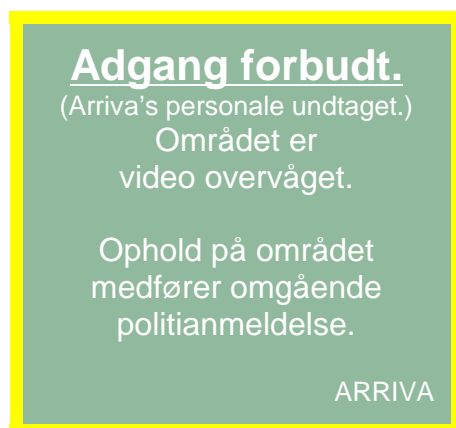 Adgang forbudt.
(Arriva's personale undtaget.)
Området er
video overvåget.
Ophold på området
medfører omgående
politianmeldelse.
ARRIVA